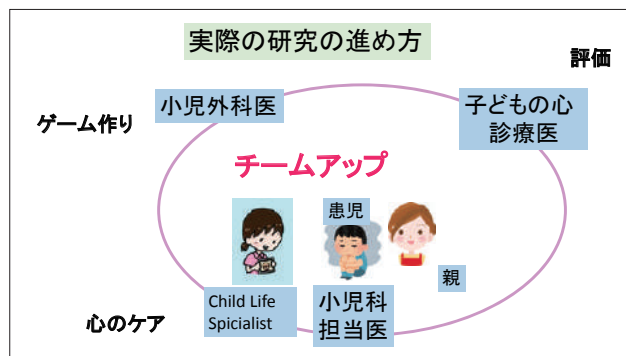 実際の研究の進め方
評価
小児外科医
子どもの心
診療医
ゲーム作り
チームアップ
患児
親
Child Life
Spicialist
小児科
担当医
心のケア